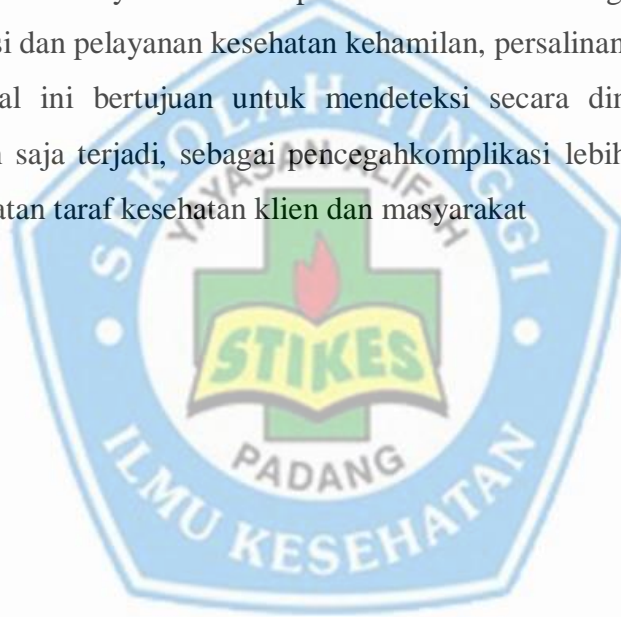 si dan pelayanan kesehatan kehamilan, persalinan
al ini bertujuan untuk mendeteksi secara di
saja terjadi, sebagai pencegahkomplikasi lebih
atan taraf kesehatan klien dan masyarakat
SEKOLAH TINGGI
YAYASAN ALIFAH
STIKES
PADANG
ILMU KESEHATAN